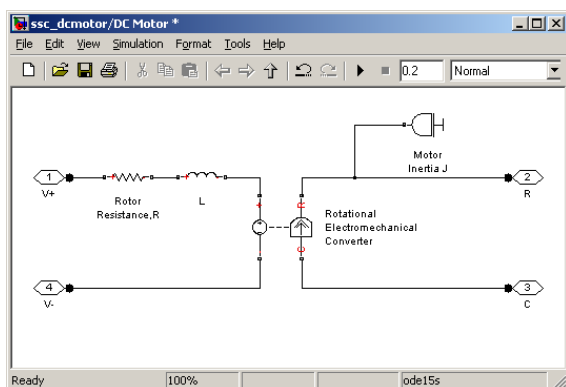 ssc_dcmotor/DC Motor *
File Edit View Simulation Format Tools Help
0.2 Normal
Motor
Inertia J
1
V+
Rotor
Resistance,R
L
2
R
+
R
Rotational
Electromechanical
Converter
-
C
4
V-
3
C
Ready 100% ode15s